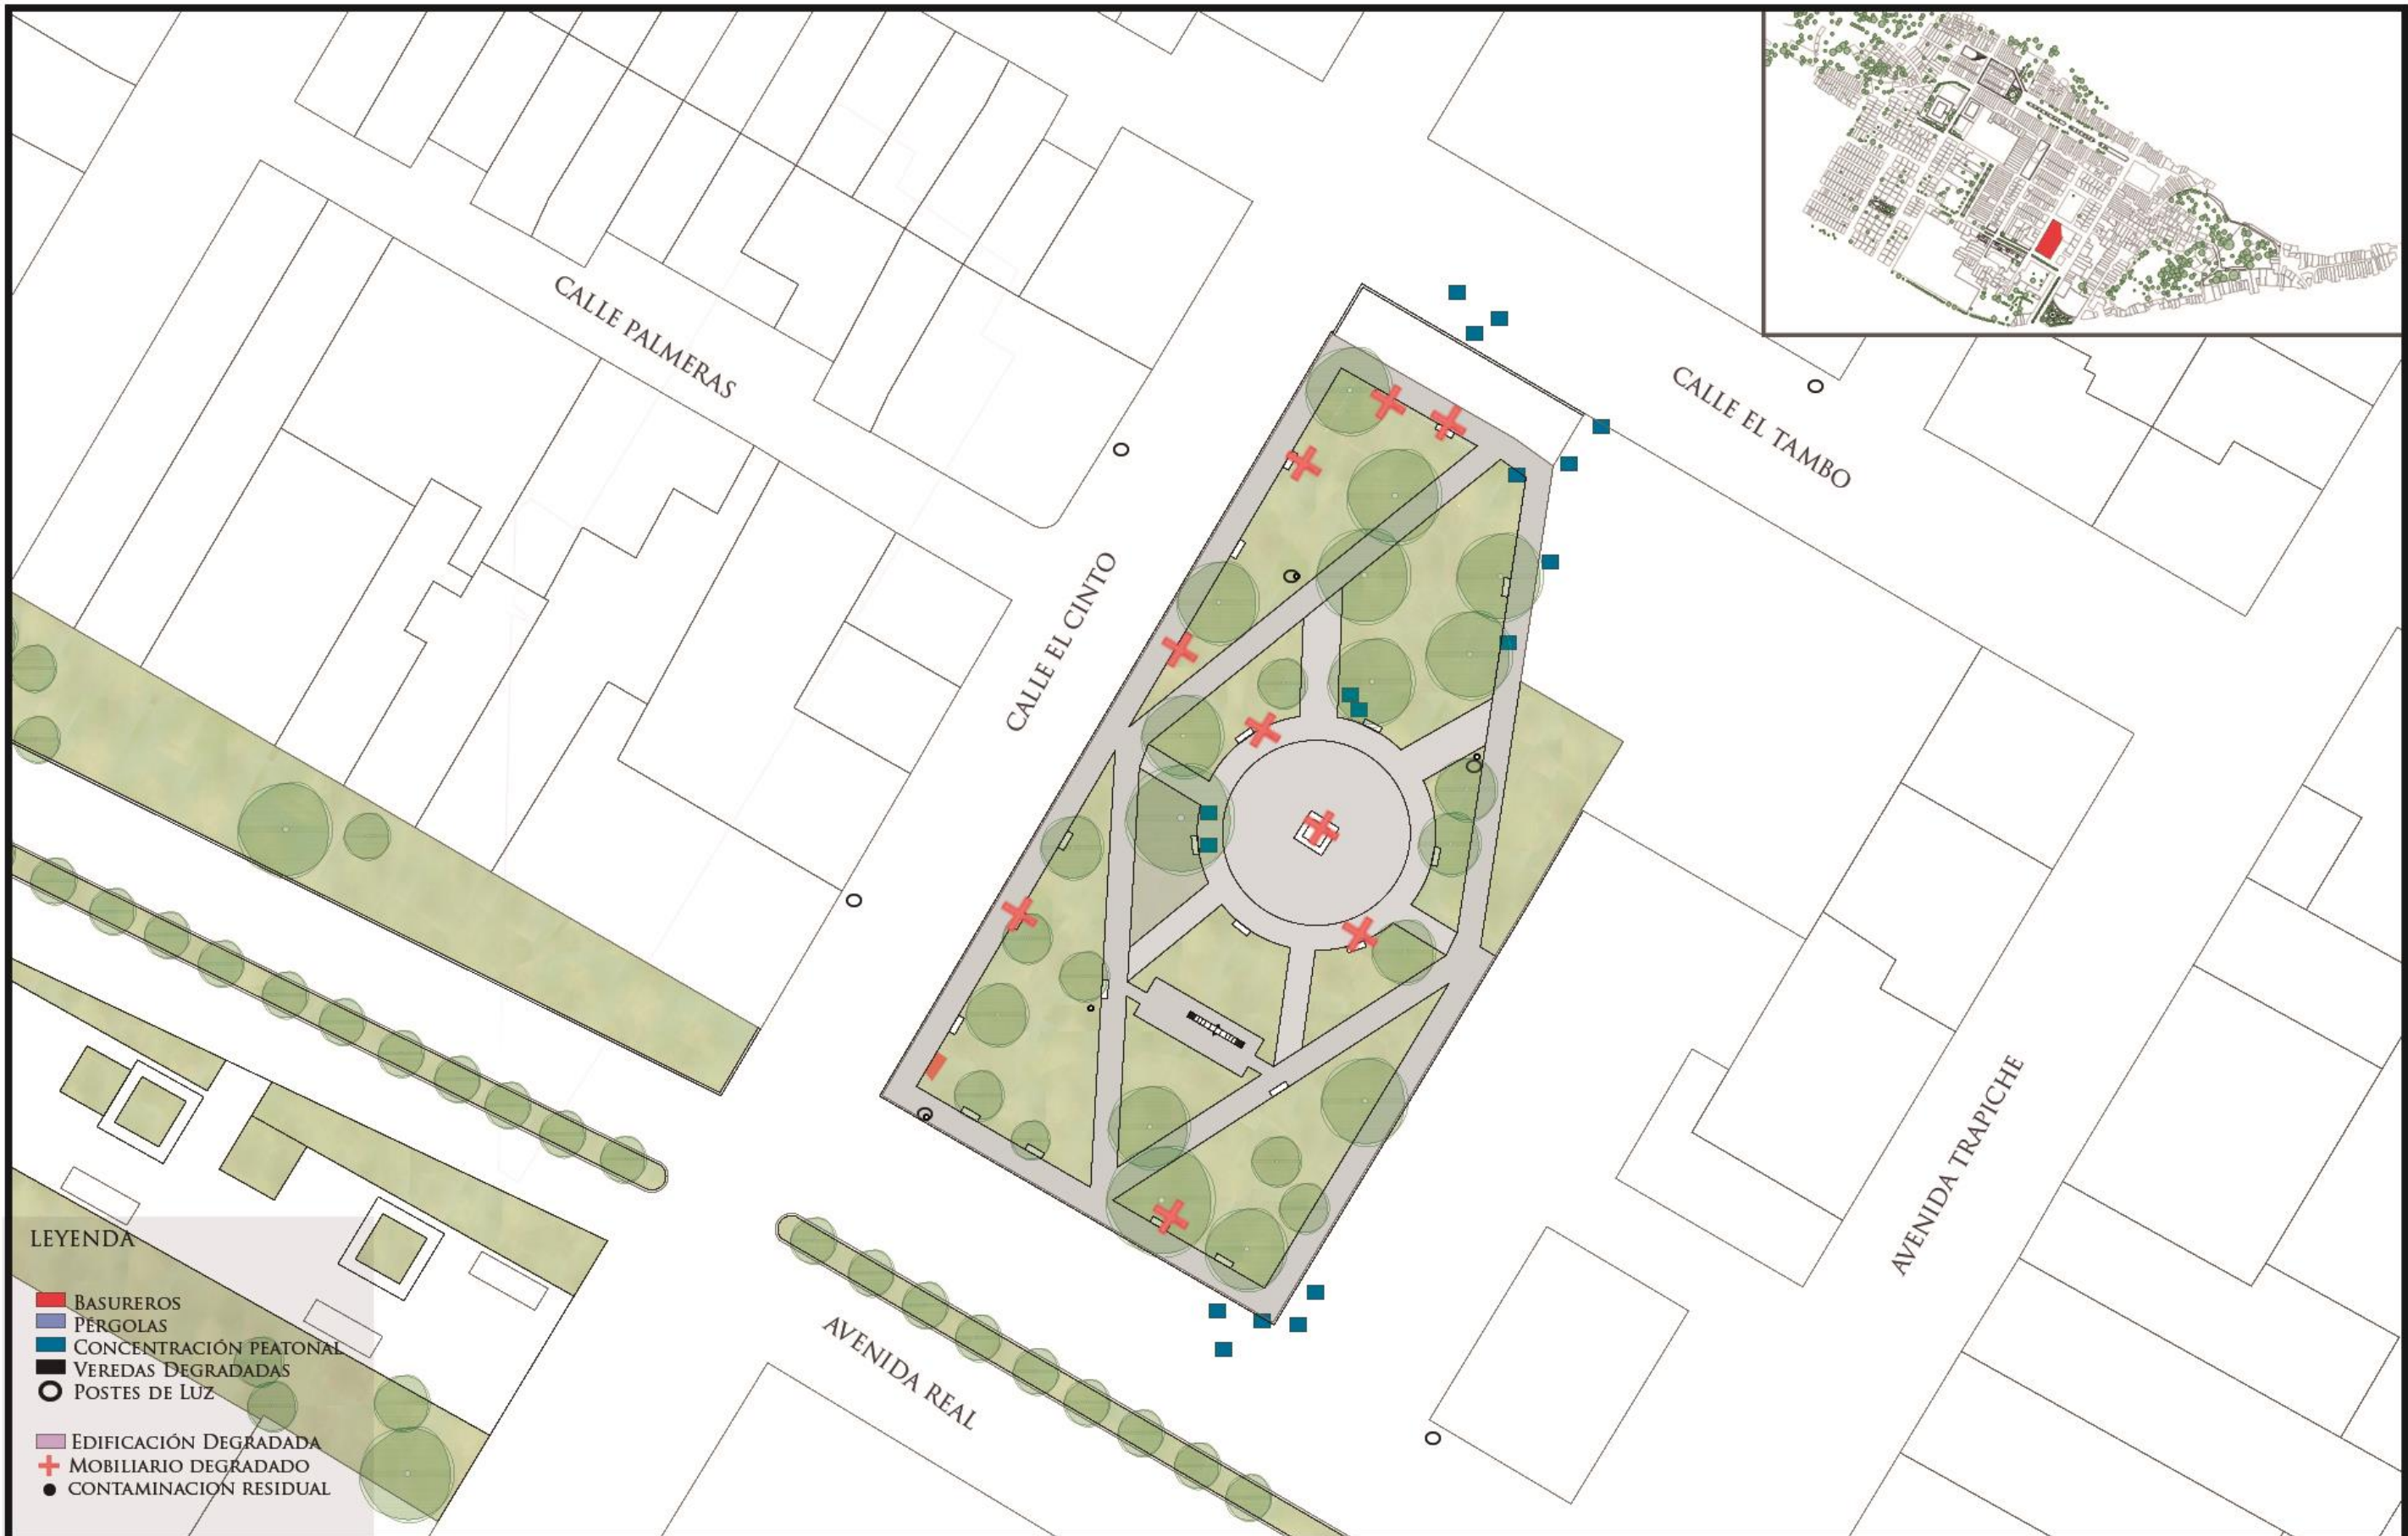 CALLE PALMERAS
CALLE EL TAMBO
CALLE EL CINTO
AVENIDA TRAPICHE
AVENIDA REAL
LEYENDA
BASUREROS
PÉRGOLAS
CONCENTRACIÓN PEATONAL
VEREDAS DEGRADADAS
POSTES DE LUZ
EDIFICACIÓN DEGRADADA
MOBILIARIO DEGRADADO
CONTAMINACION RESIDUAL